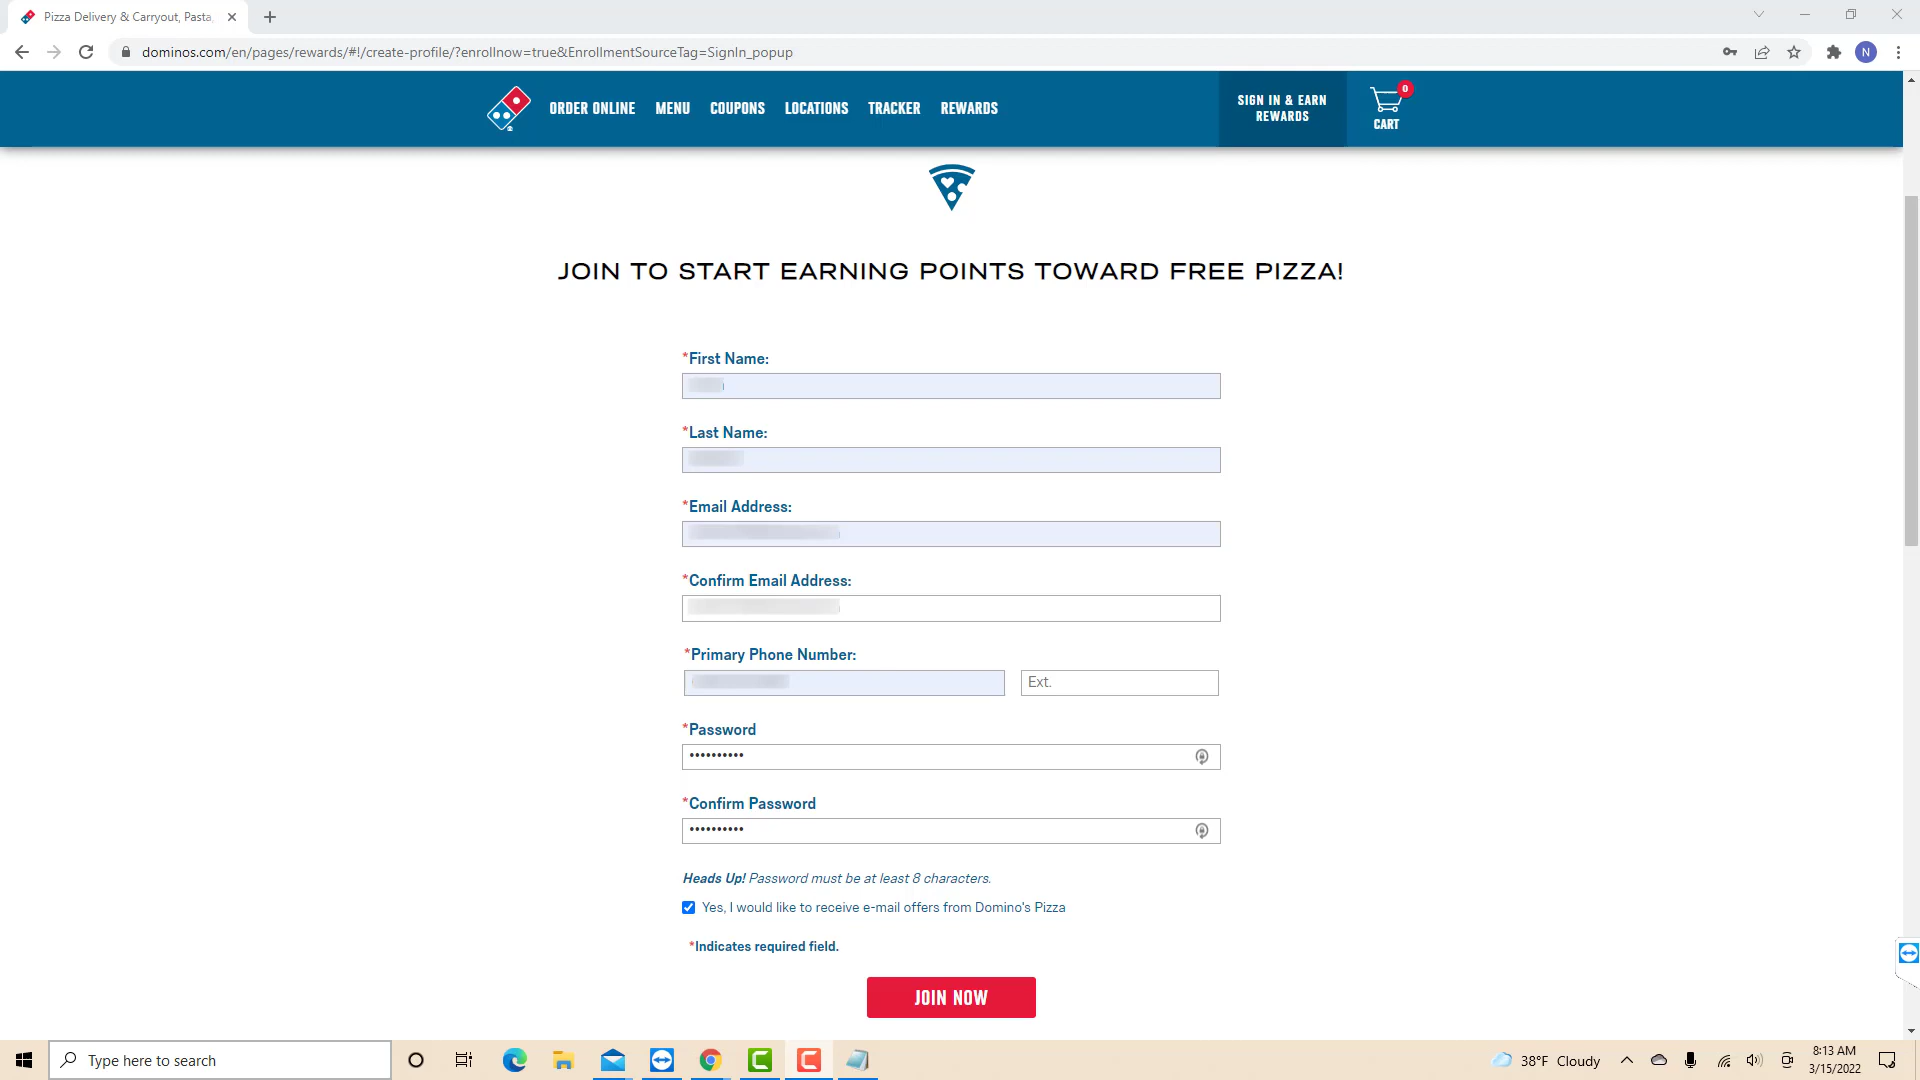 Pizza Delivery & Carryout, Pasta,
dominos.com/en/pages/rewards/#!/create-profile/?enrollnow=true&EnrollmentSourceTag=SignIn_popup
N
ORDER ONLINE MENU COUPONS LOCATIONS TRACKER REWARDS
SIGN IN & EARN
REWARDS
0
CART
JOIN TO START EARNING POINTS TOWARD FREE PIZZA!
*First Name:
*Last Name:
*Email Address:
*Confirm Email Address:
*Primary Phone Number:
Ext.
*Password
••••••••••
*Confirm Password
••••••••••
Heads Up! Password must be at least 8 characters.
Yes, I would like to receive e-mail offers from Domino's Pizza
*Indicates required field.
JOIN NOW
Type here to search
38°F Cloudy
8:13 AM
3/15/2022